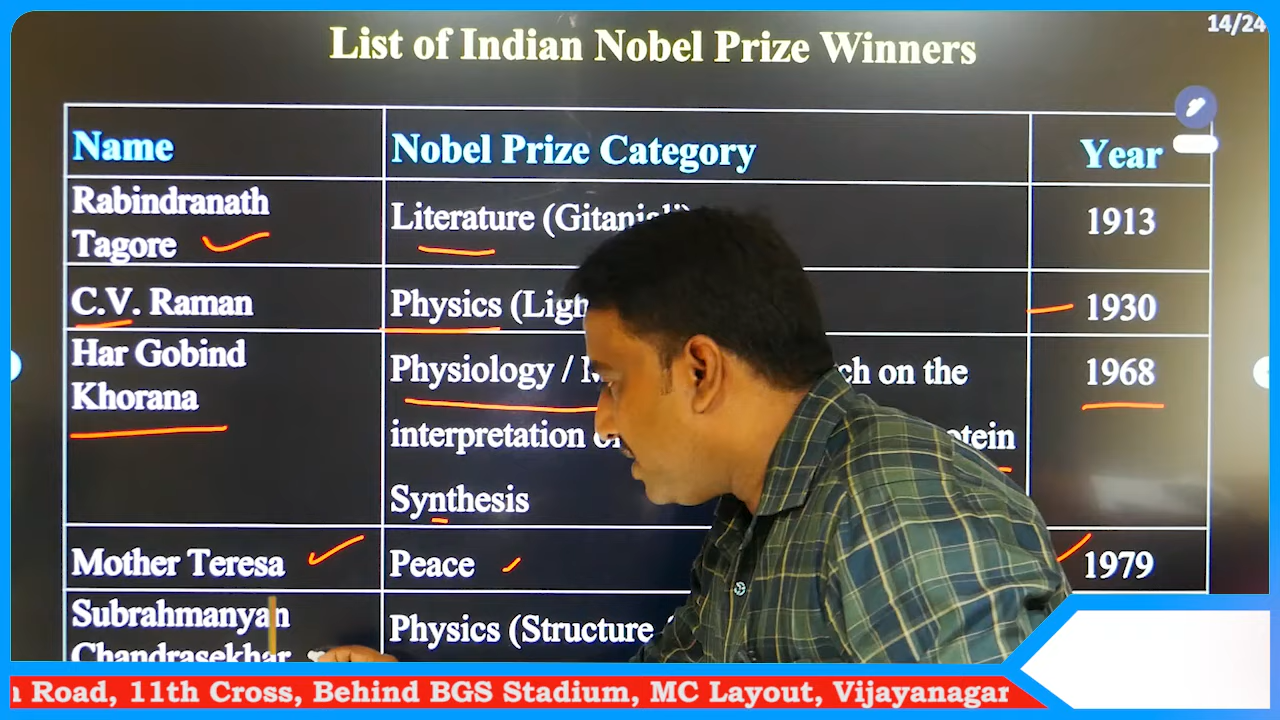 14/24
List of Indian Nobel Prize Winners
Name
Nobel Prize Category
Year
Rabindranath
Tagore
Literature
1913
C.V. Raman
Physics
1930
Har Gobind
Khorana
Physiology /
on the
interpretation
Synthesis
1968
Mother Teresa
Peace
1979
Subrahmanyan
Chandrasekhar
Physics (Structure
Road, 11th Cross, Behind BGS Stadium, MC Layout, Vijayanagar